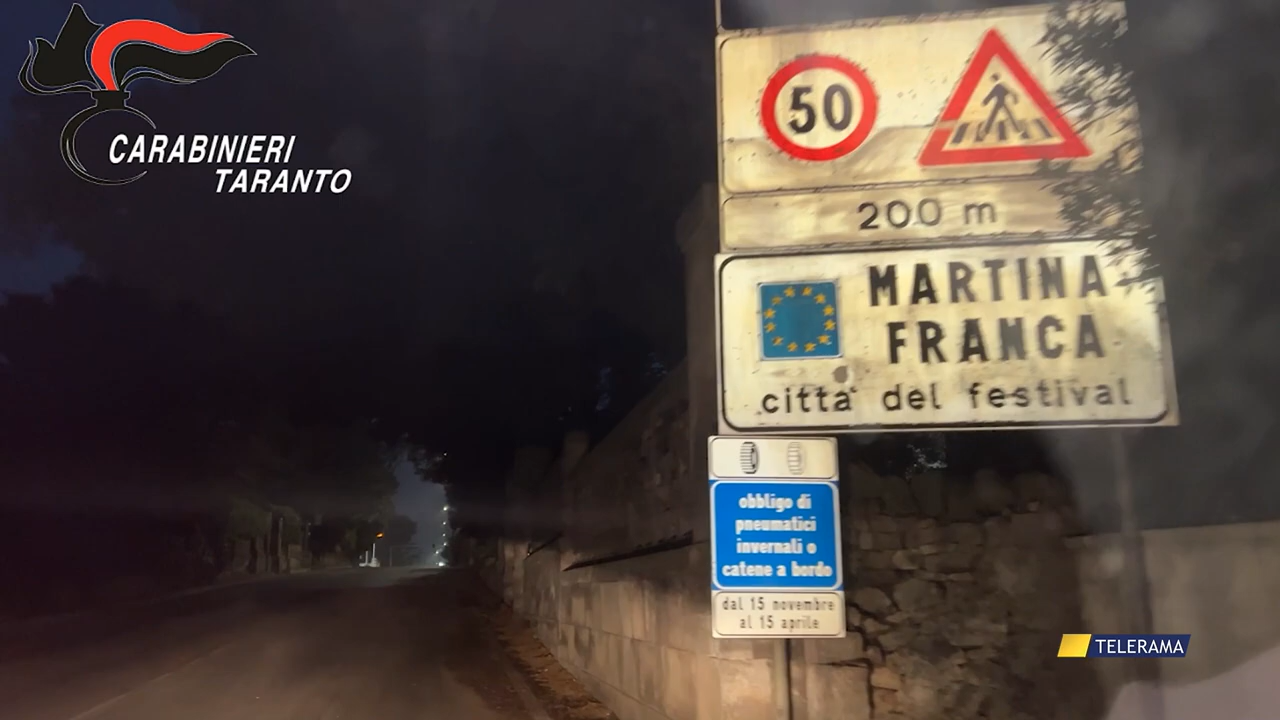 CARABINIERI
TARANTO
50
200 m
MARTINA
FRANCA
città del festival
obbligo di
pneumatici
invernali o
catene a bordo
dal 15 novembre
al 15 aprile
TELERAMA